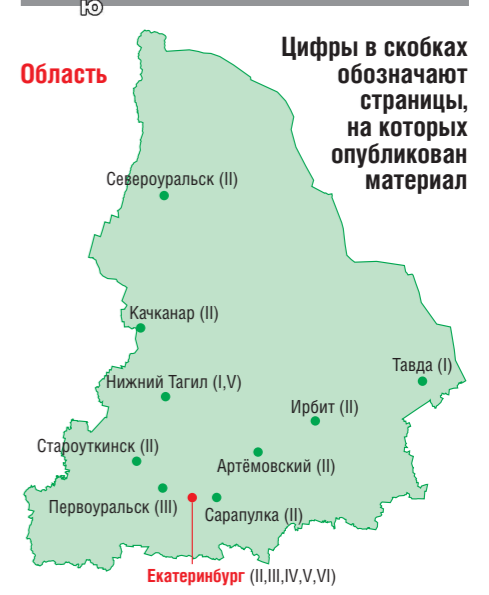 Ю
Область
Цифры в скобках
обозначают
страницы,
на которых
опубликован
материал
Североуральск (II)
Качканар (II)
Тавда (I)
Нижний Тагил (I,V)
Ирбит (II)
Староуткинск (II)
Артёмовский (II)
Первоуральск (III)
Сарапулка (II)
Екатеринбург (II,III,IV,V,VI)